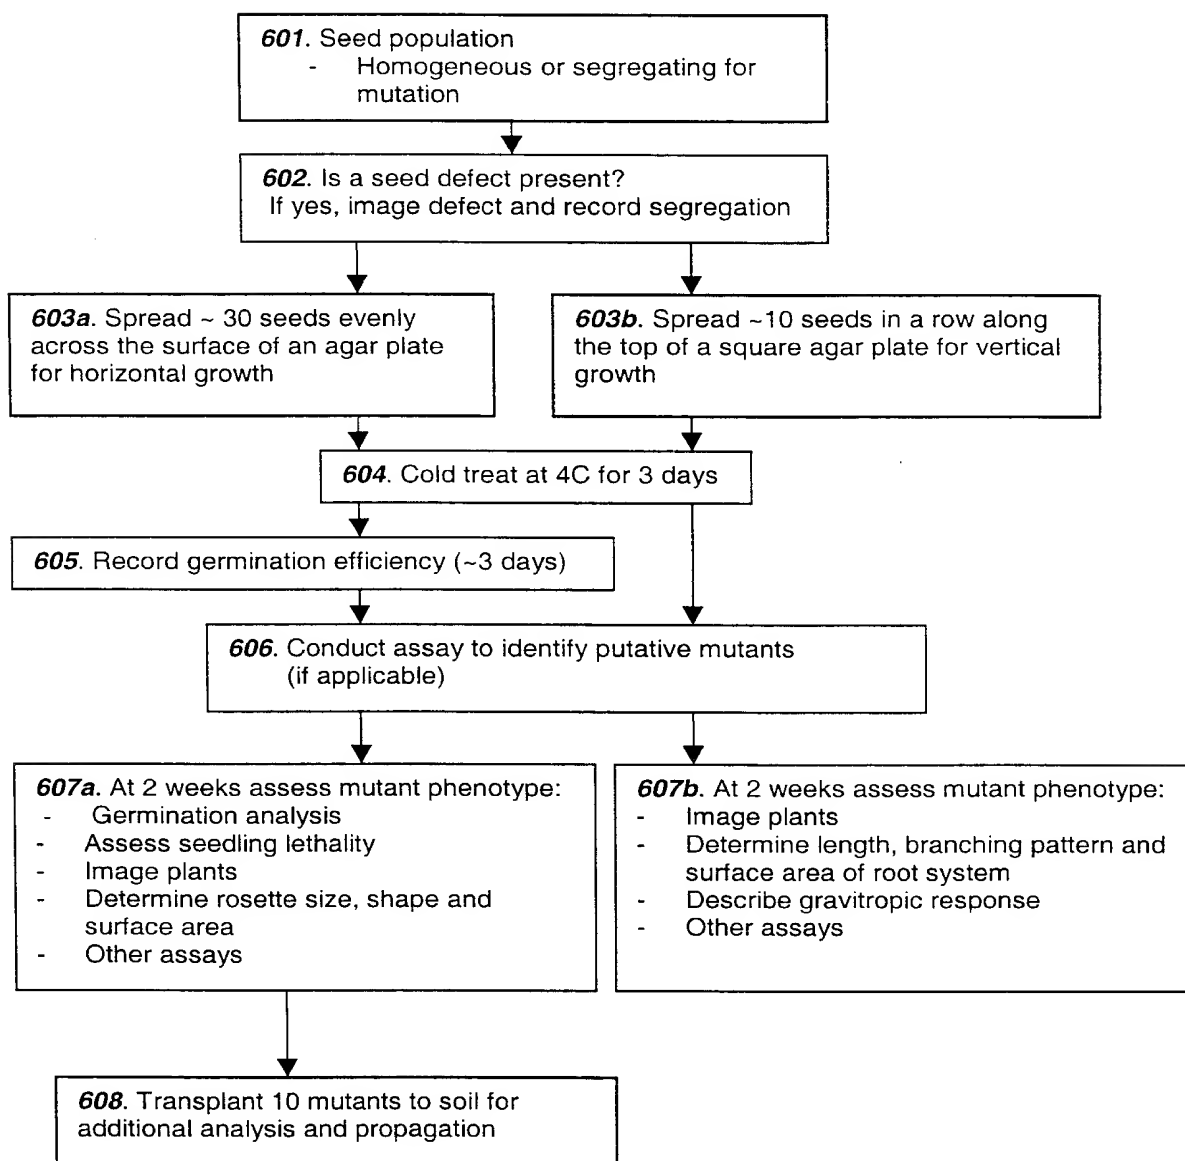 601. Seed population
- Homogeneous or segregating for
mutation
602. Is a seed defect present?
If yes, image defect and record segregation
603a. Spread ~ 30 seeds evenly
across the surface of an agar plate
for horizontal growth
603b. Spread ~10 seeds in a row along
the top of a square agar plate for vertical
growth
604. Cold treat at 4C for 3 days
605. Record germination efficiency (~3 days)
606. Conduct assay to identify putative mutants
(if applicable)
607a. At 2 weeks assess mutant phenotype:
- Germination analysis
- Assess seedling lethality
- Image plants
- Determine rosette size, shape and
surface area
- Other assays
607b. At 2 weeks assess mutant phenotype:
- Image plants
- Determine length, branching pattern and
surface area of root system
- Describe gravitropic response
- Other assays
608. Transplant 10 mutants to soil for
additional analysis and propagation